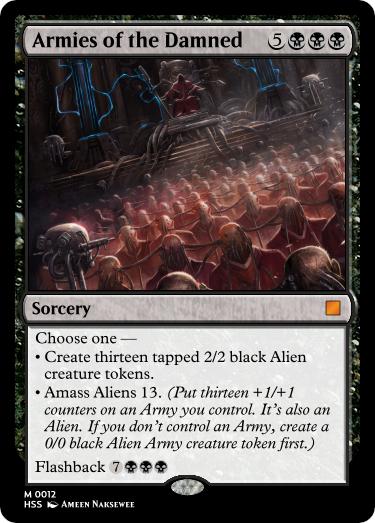 Armies of the Damned 5
Sorcery
Choose one —
• Create thirteen tapped 2/2 black Alien
creature tokens.
• Amass Aliens 13. (Put thirteen +1/+1
counters on an Army you control. It's also an
Alien. If you don't control an Army, create a
0/0 black Alien Army creature token first.)
Flashback 7
M 0012
HSS Ameen Naksewee